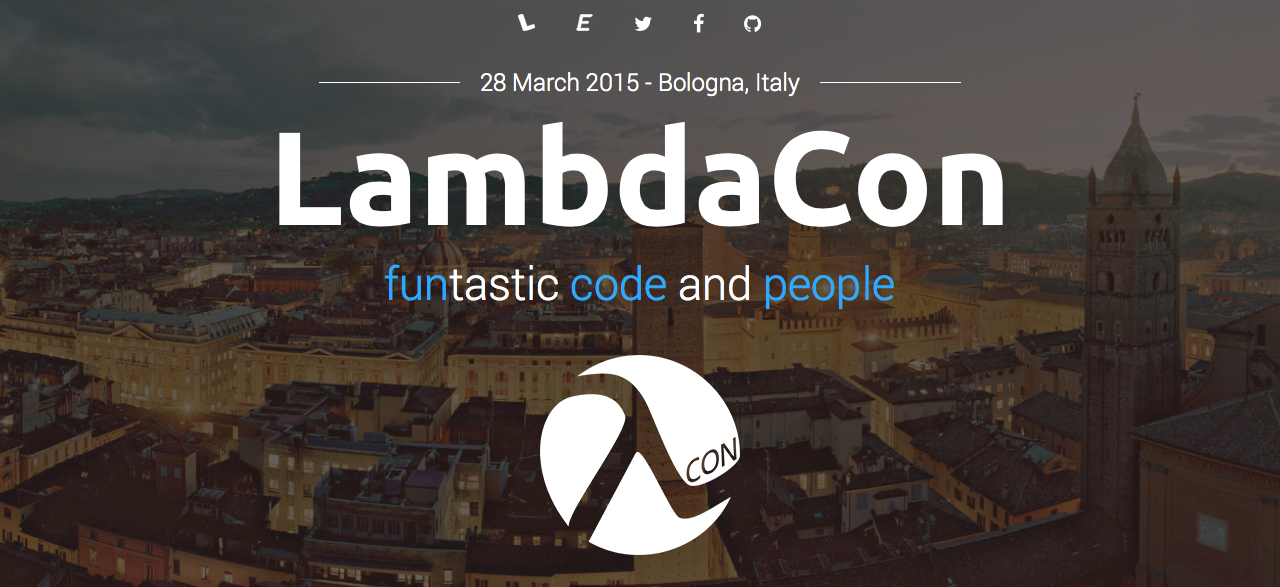 L E
28 March 2015 - Bologna, Italy
LambdaCon
funtastic code and people
CON